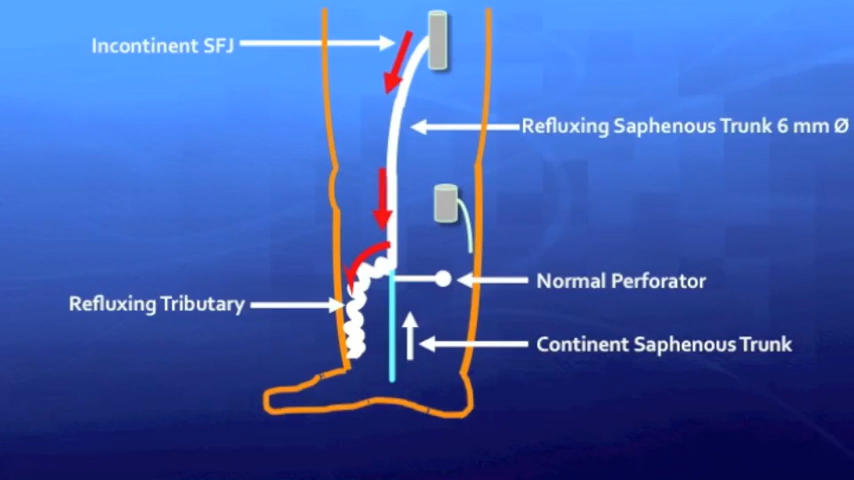 Incontinent SFJ
Refluxing Saphenous Trunk 6 mm Ø
Normal Perforator
Refluxing Tributary
Continent Saphenous Trunk